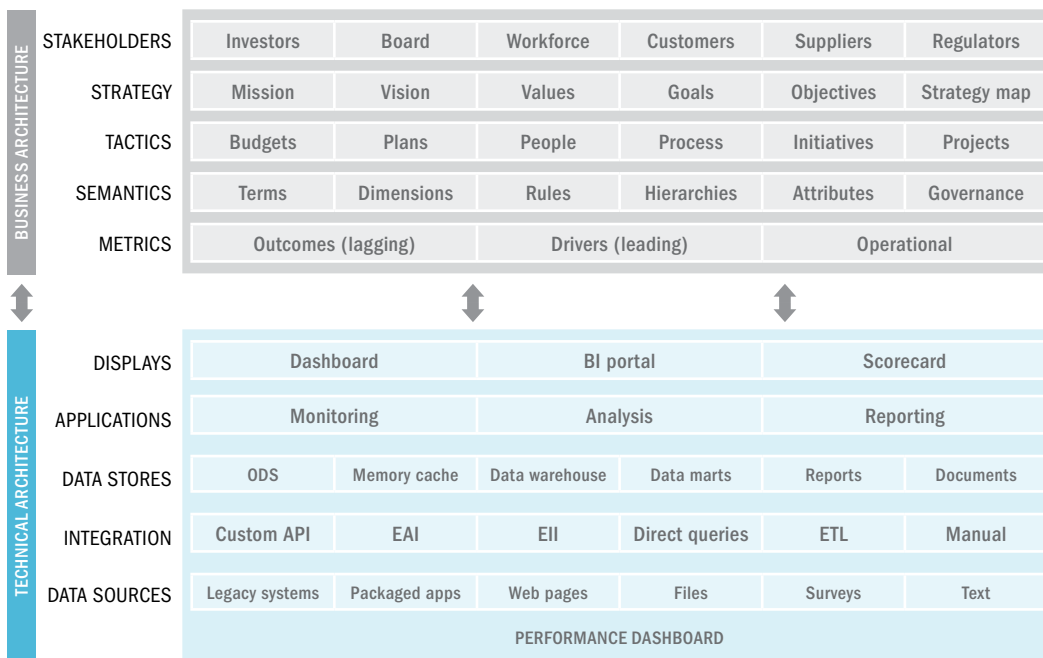 BUSINESS ARCHITECTURE
STAKEHOLDERS Investors Board Workforce Customers Suppliers Regulators
STRATEGY Mission Vision Values Goals Objectives Strategy map
TACTICS Budgets Plans People Process Initiatives Projects
SEMANTICS Terms Dimensions Rules Hierarchies Attributes Governance
METRICS Outcomes (lagging) Drivers (leading) Operational
TECHNICAL ARCHITECTURE
DISPLAYS Dashboard BI portal Scorecard
APPLICATIONS Monitoring Analysis Reporting
DATA STORES ODS Memory cache Data warehouse Data marts Reports Documents
INTEGRATION Custom API EAI EII Direct queries ETL Manual
DATA SOURCES Legacy systems Packaged apps Web pages Files Surveys Text
PERFORMANCE DASHBOARD